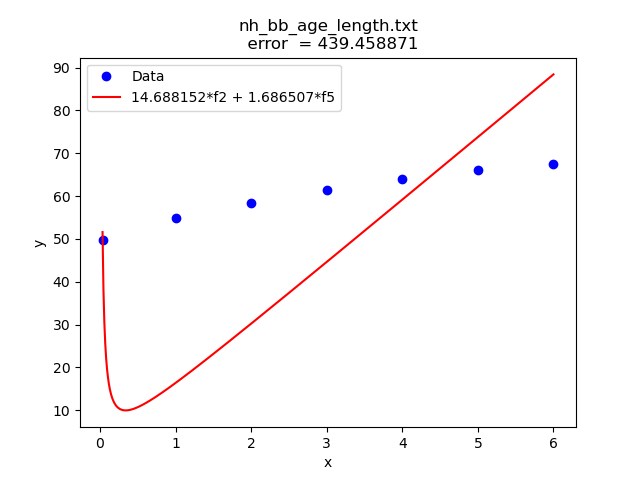 nh_bb_age_length.txt
error = 439.458871
Data
14.688152*f2 + 1.686507*f5
90
80
70
60
50
40
30
20
10
y
0 1 2 3 4 5 6
x